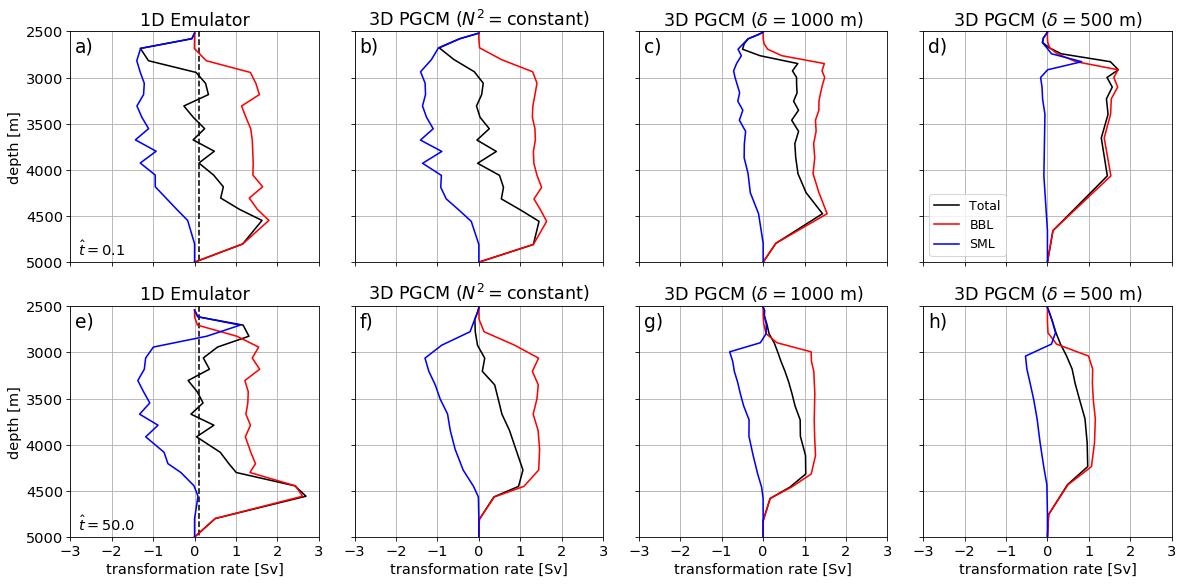 1D Emulator
3D PGCM (N² = constant)
3D PGCM (δ = 1000 m)
3D PGCM (δ = 500 m)
a)
b)
c)
d)
2500
3000
3500
4000
4500
5000
depth [m]
t̂ = 0.1
Total
BBL
SML
1D Emulator
3D PGCM (N² = constant)
3D PGCM (δ = 1000 m)
3D PGCM (δ = 500 m)
e)
f)
g)
h)
2500
3000
3500
4000
4500
5000
depth [m]
t̂ = 50.0
−3 −2 −1 0 1 2 3
−3 −2 −1 0 1 2 3
−3 −2 −1 0 1 2 3
−3 −2 −1 0 1 2 3
transformation rate [Sv]
transformation rate [Sv]
transformation rate [Sv]
transformation rate [Sv]